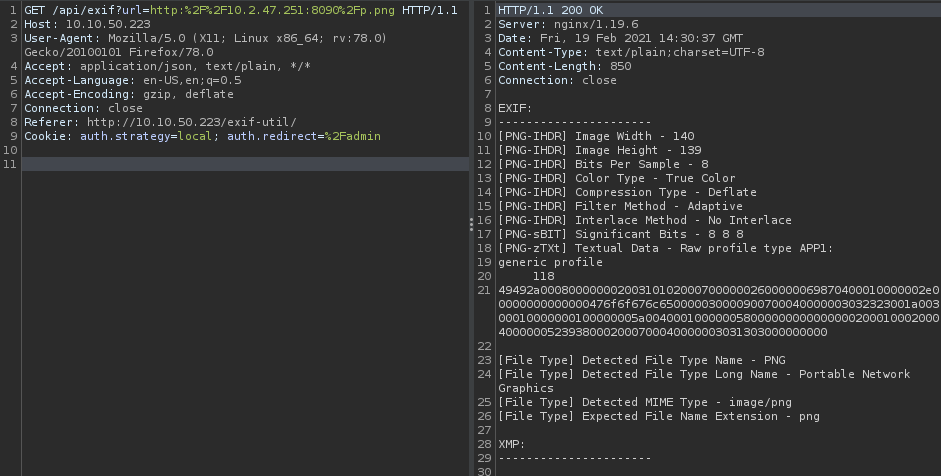 1 GET /api/exif?url=http:%2F%2F10.2.47.251:8090%2Fp.png HTTP/1.1
2 Host: 10.10.50.223
3 User-Agent: Mozilla/5.0 (X11; Linux x86_64; rv:78.0)
Gecko/20100101 Firefox/78.0
4 Accept: application/json, text/plain, */*
5 Accept-Language: en-US,en;q=0.5
6 Accept-Encoding: gzip, deflate
7 Connection: close
8 Referer: http://10.10.50.223/exif-util/
9 Cookie: auth.strategy=local; auth.redirect=%2Fadmin
10
11
1 HTTP/1.1 200 OK
2 Server: nginx/1.19.6
3 Date: Fri, 19 Feb 2021 14:30:37 GMT
4 Content-Type: text/plain;charset=UTF-8
5 Content-Length: 850
6 Connection: close
7
8 EXIF:
9 ----------------------
10 [PNG-IHDR] Image Width - 140
11 [PNG-IHDR] Image Height - 139
12 [PNG-IHDR] Bits Per Sample - 8
13 [PNG-IHDR] Color Type - True Color
14 [PNG-IHDR] Compression Type - Deflate
15 [PNG-IHDR] Filter Method - Adaptive
16 [PNG-IHDR] Interlace Method - No Interlace
17 [PNG-sBIT] Significant Bits - 8 8 8
18 [PNG-zTXt] Textual Data - Raw profile type APP1:
19 generic profile
20 118
21 49492a0008000000020031010200070000002600000069870400010000002e0
0000000000000476f6f676c65000000300090070004000000303232300 1a003
000100000001000000005a0040001000000580000000000000002000100020 00
400000052393800020007000400000030313030 00000000
22
23 [File Type] Detected File Type Name - PNG
24 [File Type] Detected File Type Long Name - Portable Network
Graphics
25 [File Type] Detected MIME Type - image/png
26 [File Type] Expected File Name Extension - png
27
28 XMP:
29 ----------------------
30